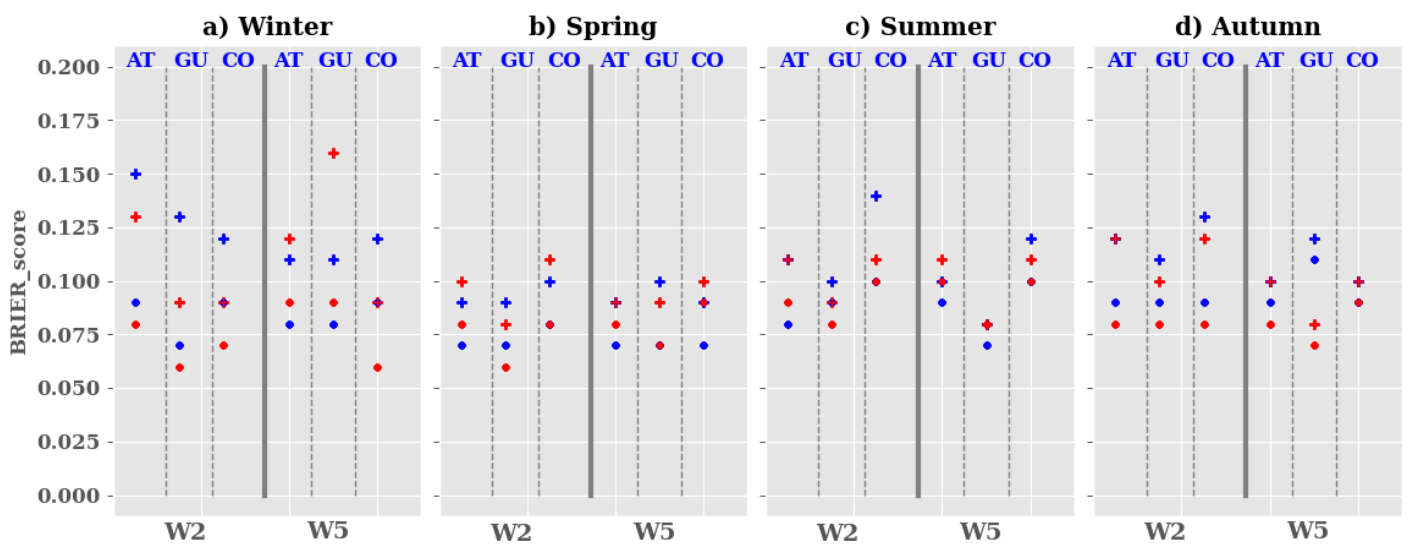 a) Winter b) Spring c) Summer d) Autumn
AT GU CO AT GU CO AT GU CO AT GU CO AT GU CO AT GU CO AT GU CO AT GU CO
0.200
0.175
0.150
0.125
0.100
0.075
0.050
0.025
0.000
BRIER_score
W2 W5 W2 W5 W2 W5 W2 W5